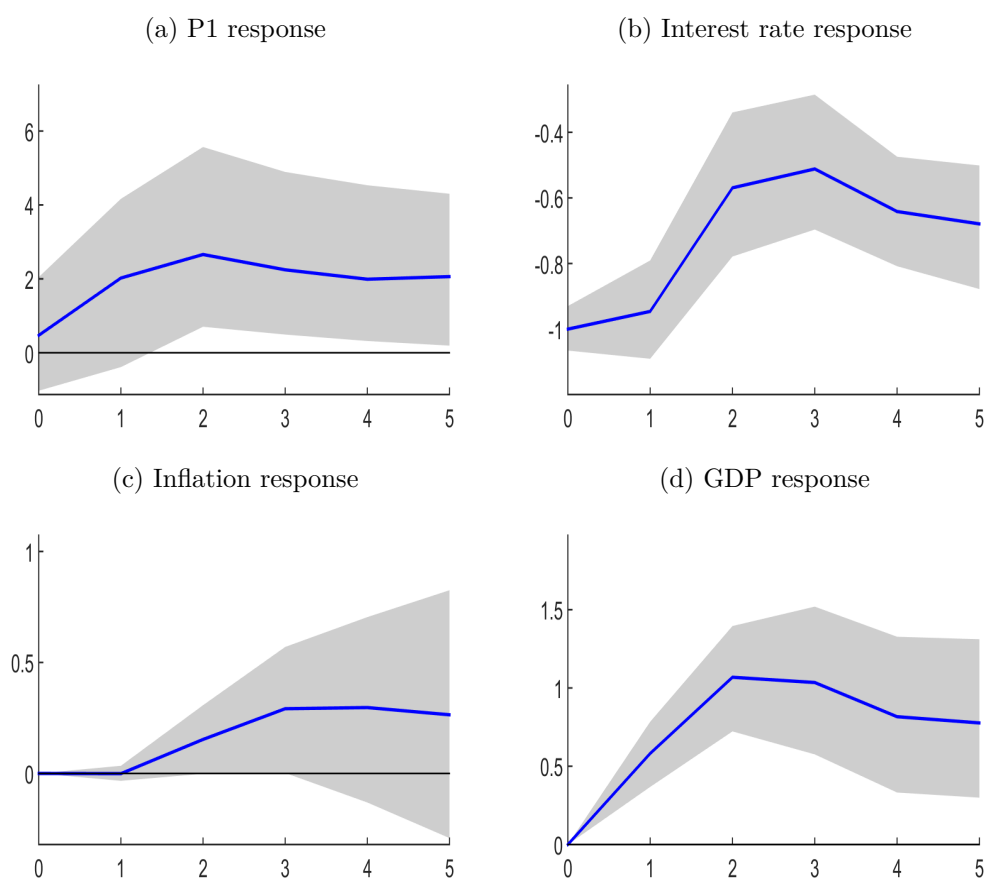 (a) P1 response
6
4
2
0
0 1 2 3 4 5
(b) Interest rate response
-0.4
-0.6
-0.8
-1
0 1 2 3 4 5
(c) Inflation response
1
0.5
0
0 1 2 3 4 5
(d) GDP response
1.5
1
0.5
0
0 1 2 3 4 5